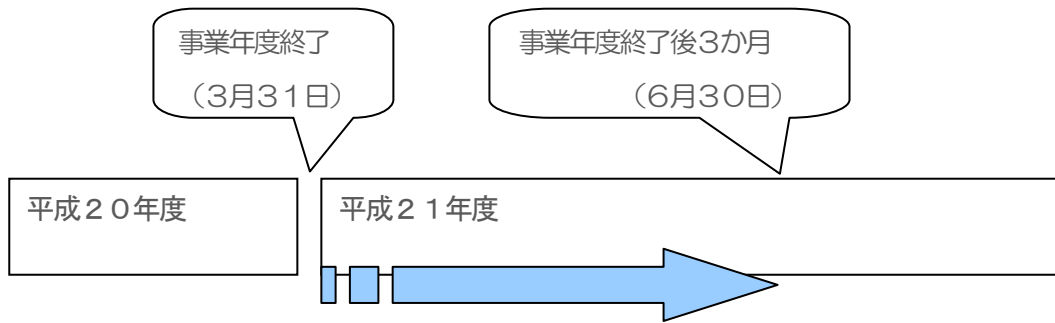 事業年度終了
（3月31日）
事業年度終了後3か月
（6月30日）
平成２０年度
平成２１年度